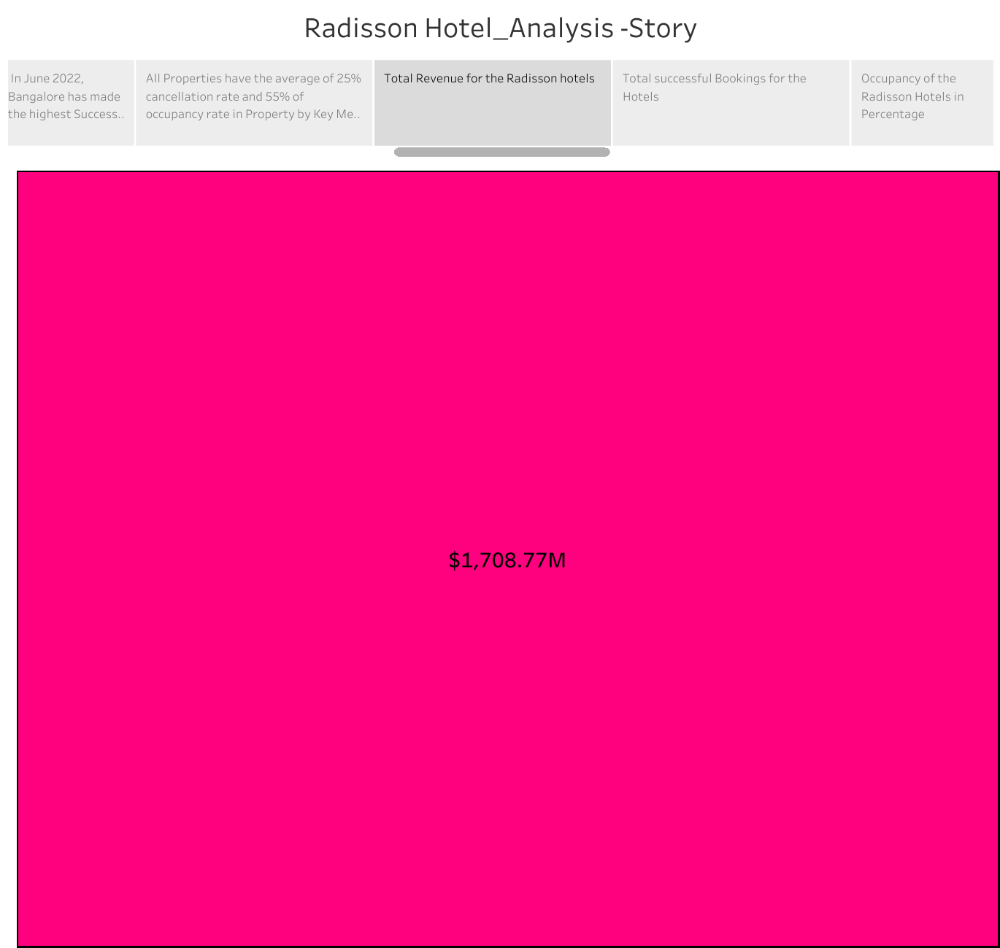 Radisson Hotel_Analysis -Story
In June 2022,
Bangalore has made
the highest Success..
All Properties have the average of 25%
cancellation rate and 55% of
occupancy rate in Property by Key Me..
Total Revenue for the Radisson hotels
Total successful Bookings for the
Hotels
Occupancy of the
Radisson Hotels in
Percentage
$1,708.77M